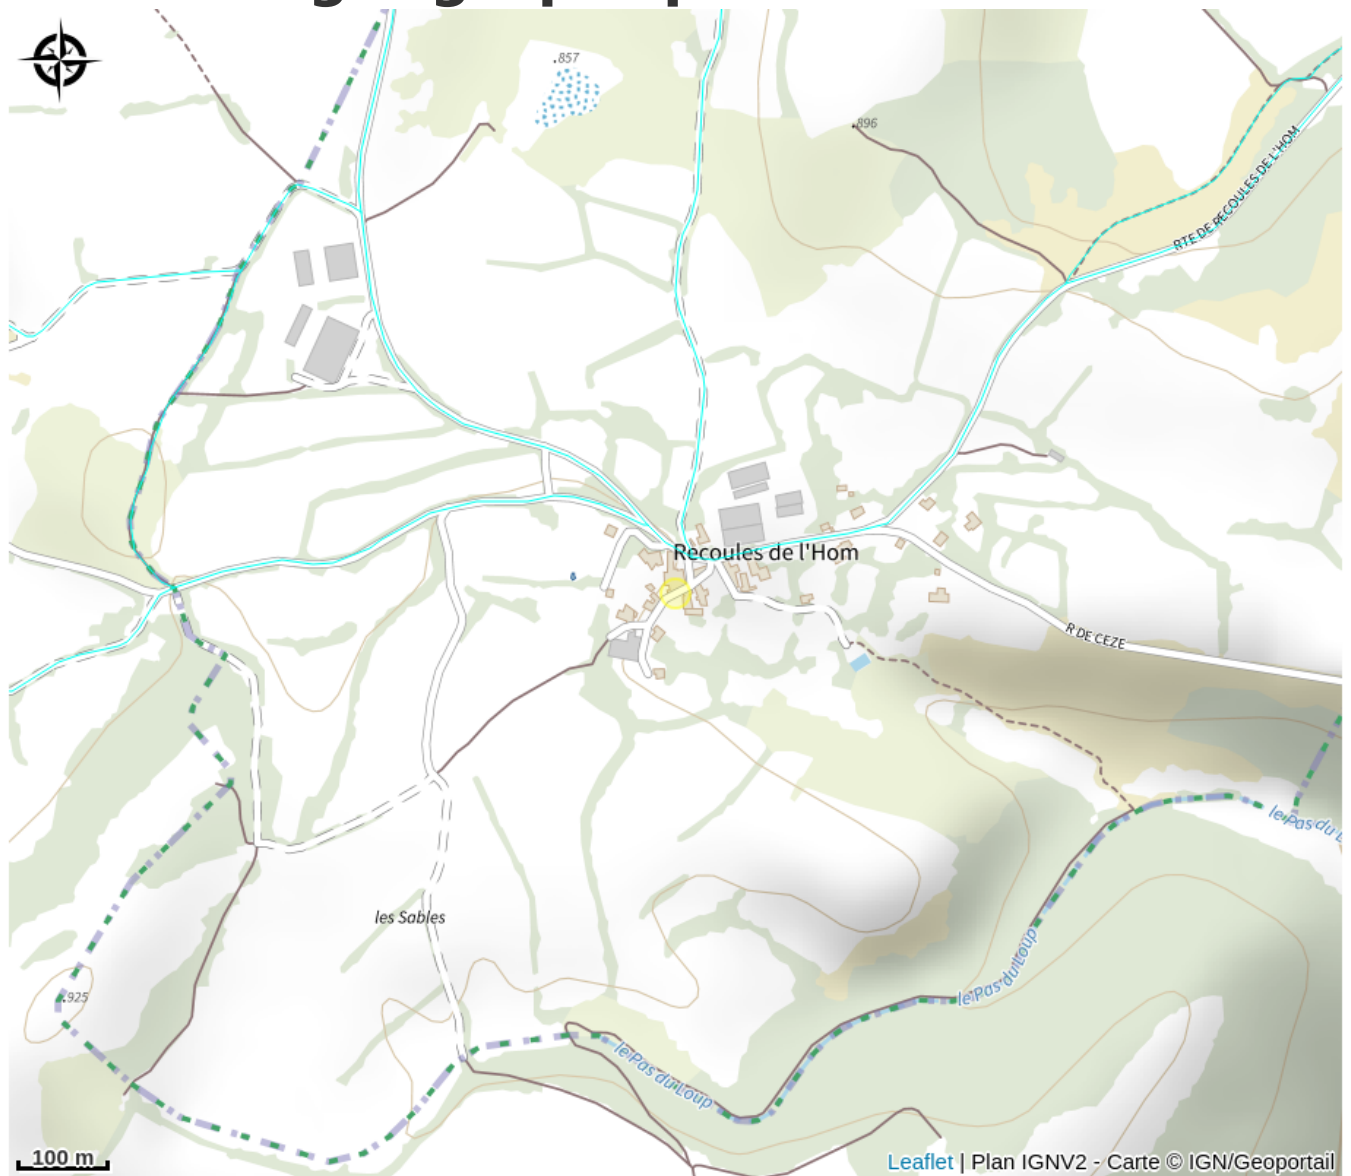 857
896
RTE DE RECOULES DE L'HOM
Recoules de l'Hom
R DE CEZE
le Pas du L
les Sables
le Pas du Loup
925
le Pas du Loup
100 m
Leaflet | Plan IGNV2 - Carte © IGN/Geoportail